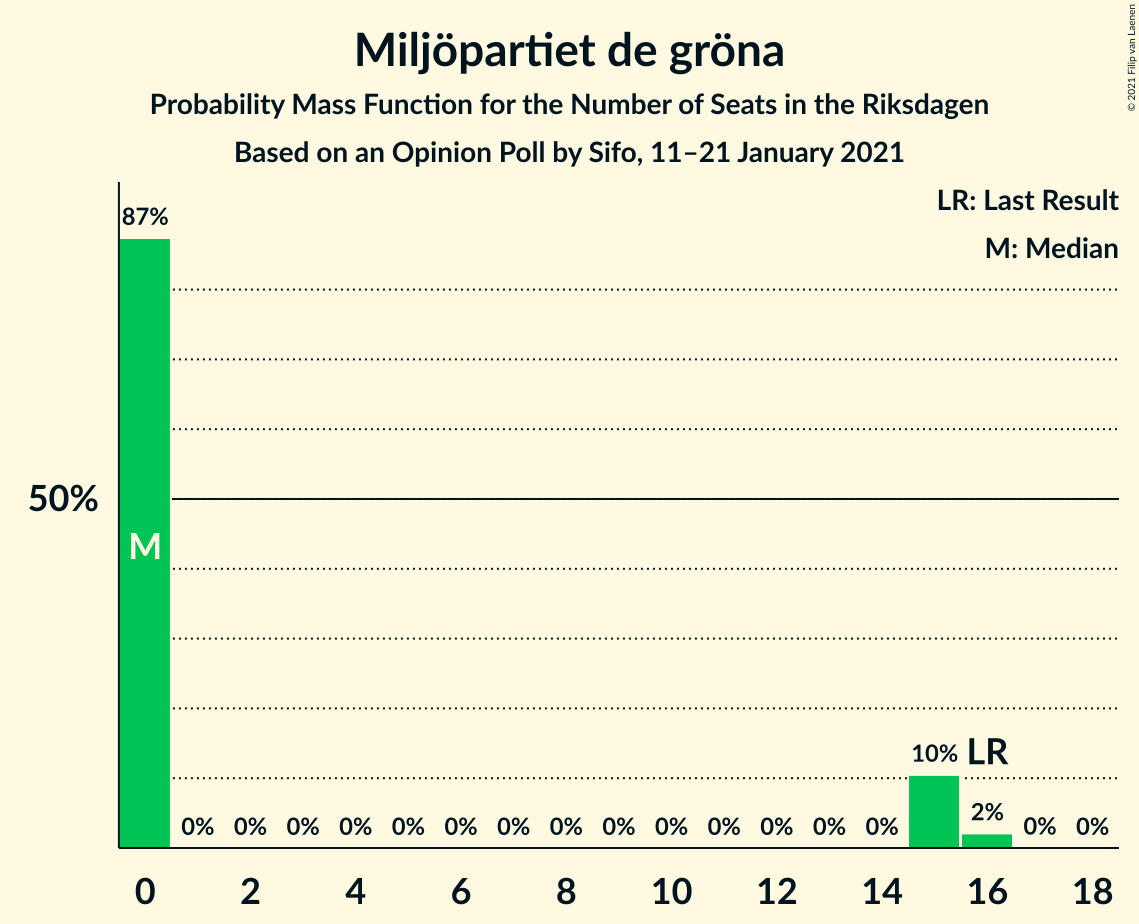 Miljöpartiet de gröna
Probability Mass Function for the Number of Seats in the Riksdagen
Based on an Opinion Poll by Sifo, 11–21 January 2021
© 2021 Filip van Laenen
LR: Last Result
M: Median
87%
50%
M
10% LR
0% 0% 0% 0% 0% 0% 0% 0% 0% 0% 0% 0% 0% 0% 2% 0% 0%
0 2 4 6 8 10 12 14 16 18